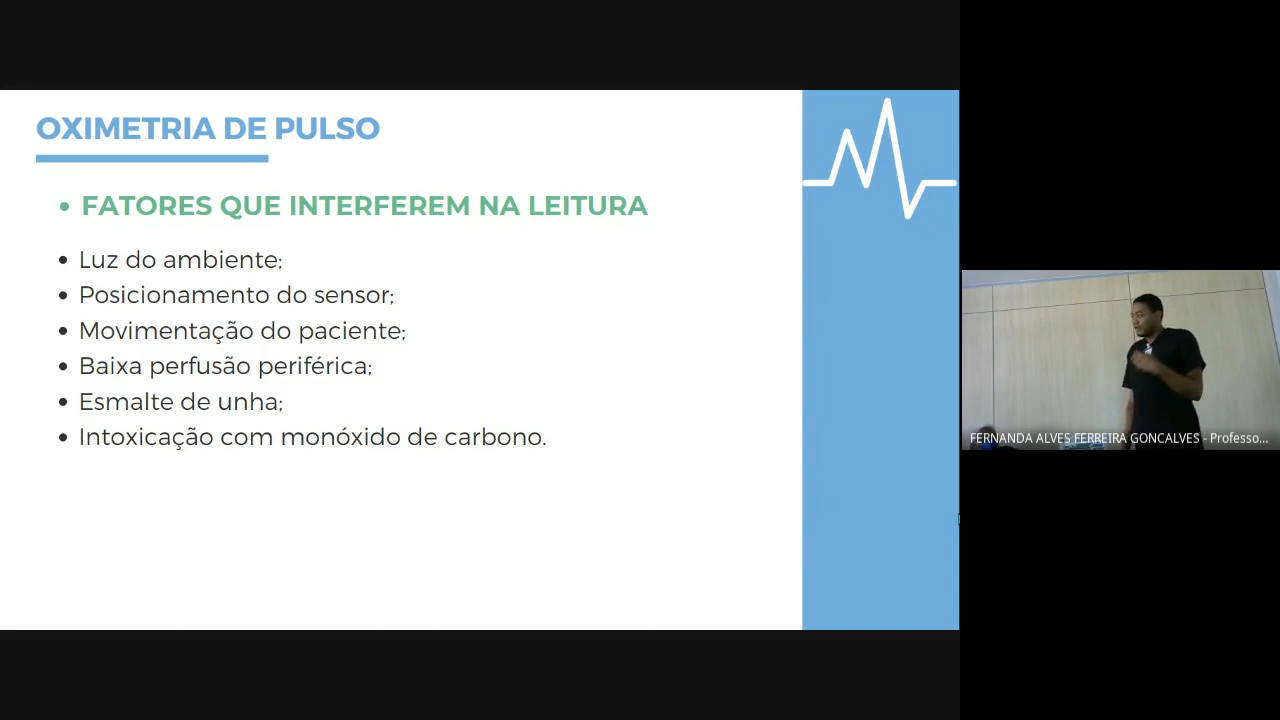 OXIMETRIA DE PULSO
• FATORES QUE INTERFEREM NA LEITURA
• Luz do ambiente;
• Posicionamento do sensor;
• Movimentação do paciente;
• Baixa perfusão periférica;
• Esmalte de unha;
• Intoxicação com monóxido de carbono.
FERNANDA ALVES FERREIRA GONCALVES - Professo...